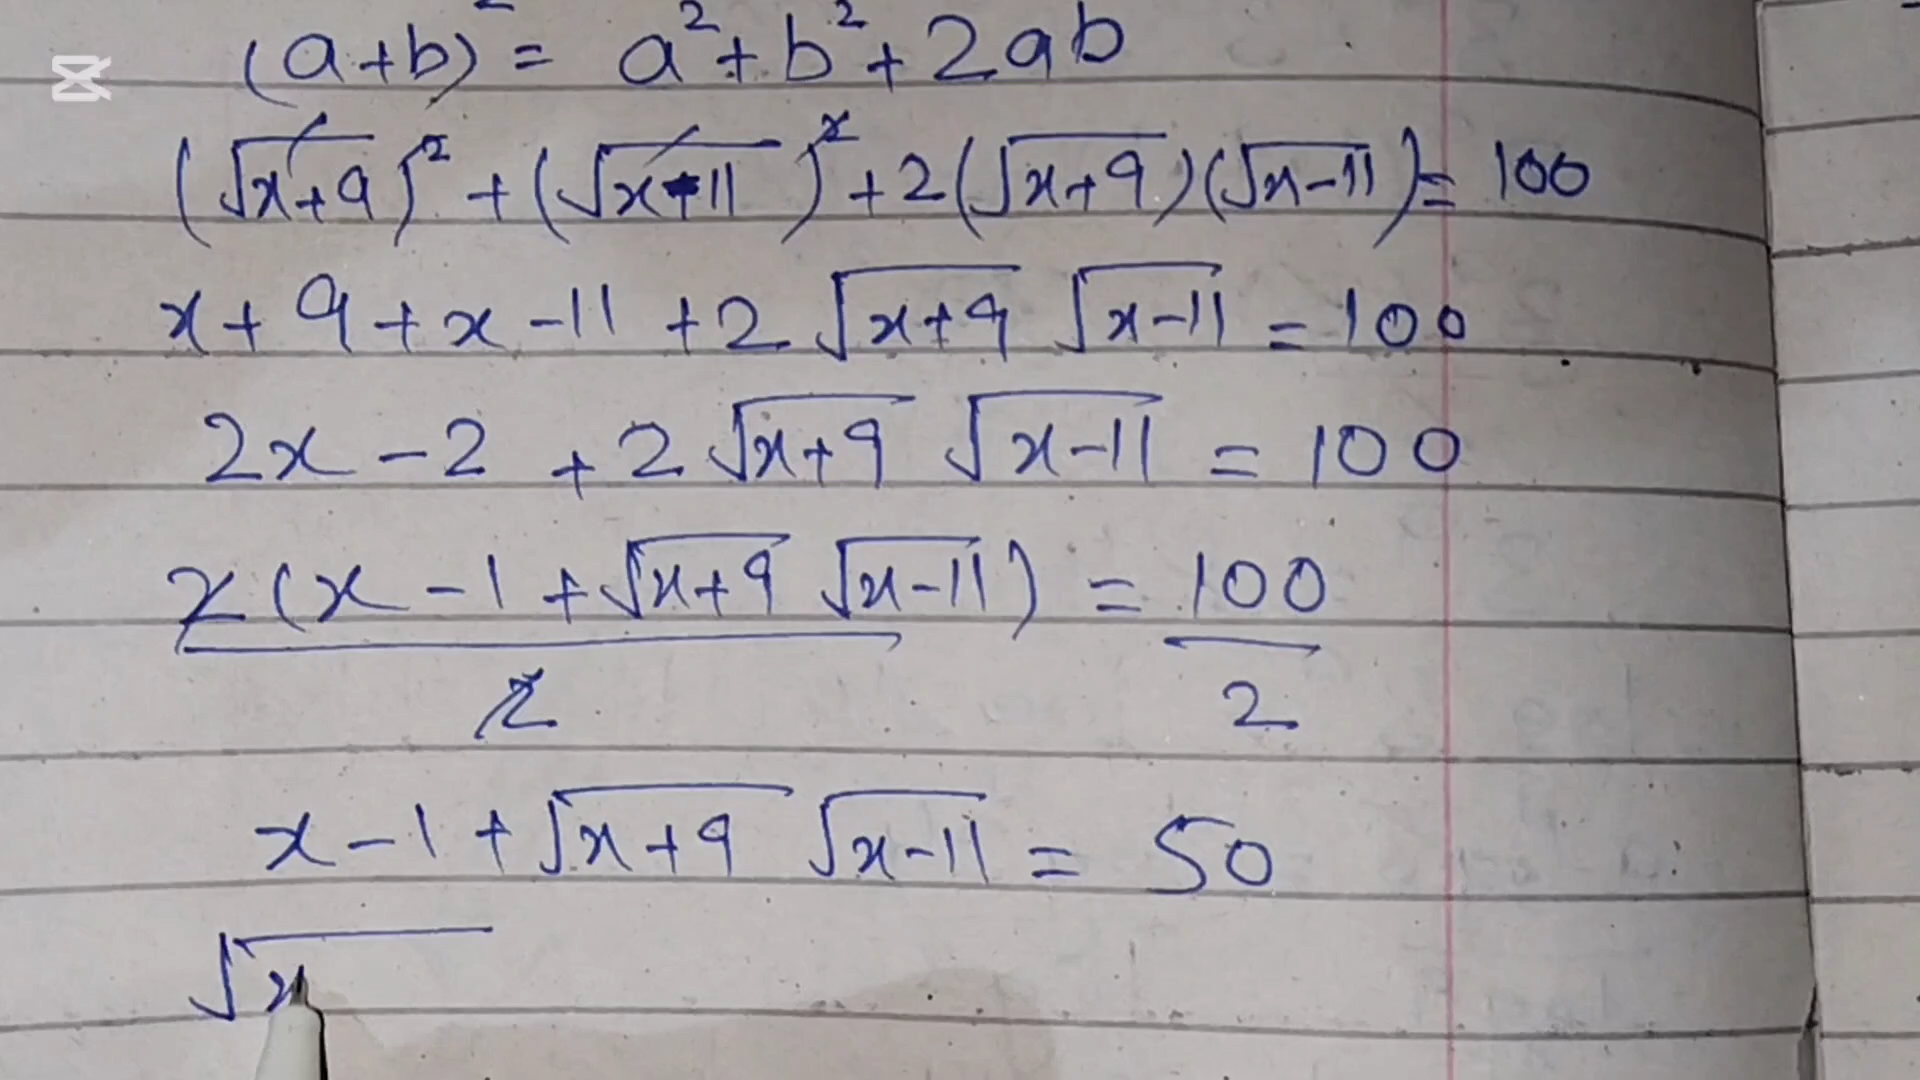 (a+b)² = a²+b²+2ab
(√x+9)²+(√x-11)²+2(√x+9)(√x-11)= 100
x+9+x-11+2√x+9 √x-11=100
2x-2+2√x+9 √x-11=100
2(x-1+√x+9 √x-11) = 100
2 2
x-1+√x+9 √x-11= 50
√x